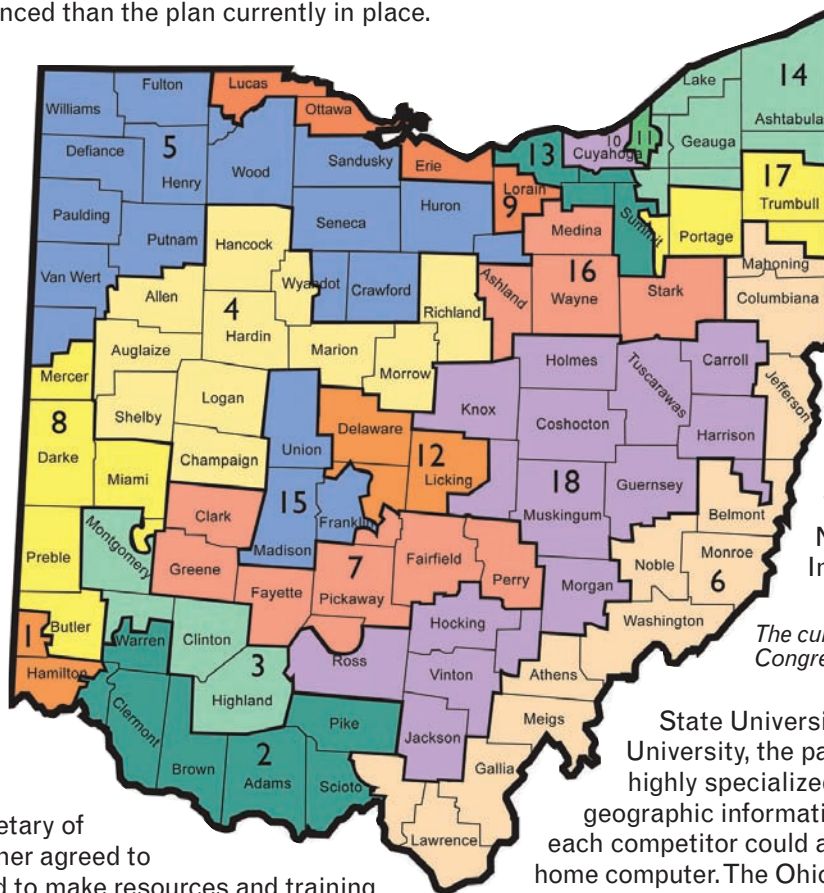 nced than the plan currently in place.
Lake
14
Fulton
Lucas
Williams
Ottawa
Ashtabula
10
11
Geauga
Defiance
5
13
Cuyahoga
Sandusky
Erie
Wood
Henry
17
Lorain
Trumbull
9
Huron
Paulding
Seneca
Summit
Medina
Portage
Putnam
Hancock
Mahoning
Van Wert
Wyandot
Crawford
Ashland
16
Stark
Allen
Wayne
Columbiana
4
Richland
Hardin
Auglaize
Marion
Holmes
Tuscarawas
Carroll
Mercer
Morrow
Jefferson
Logan
Knox
8
Shelby
Coshocton
Delaware
Harrison
Darke
Union
12
Champaign
Licking
Miami
18
Guernsey
15
Clark
Franklin
Muskingum
Belmont
Montgomery
Madison
Monroe
Preble
Fairfield
Noble
Greene
7
Perry
6
Fayette
Pickaway
Morgan
1
Butler
Hocking
Washington
Warren
Clinton
3
Ross
Hamilton
Vinton
Athens
Highland
Clermont
Pike
Meigs
Jackson
2
Brown
Adams
Scioto
Gallia
Lawrence
N
In
The cu
Congre
State Universi
University, the pa
highly specialize
geographic informati
each competitor could a
home computer. The Ohio
etary of
ner agreed to
d to make resources and training